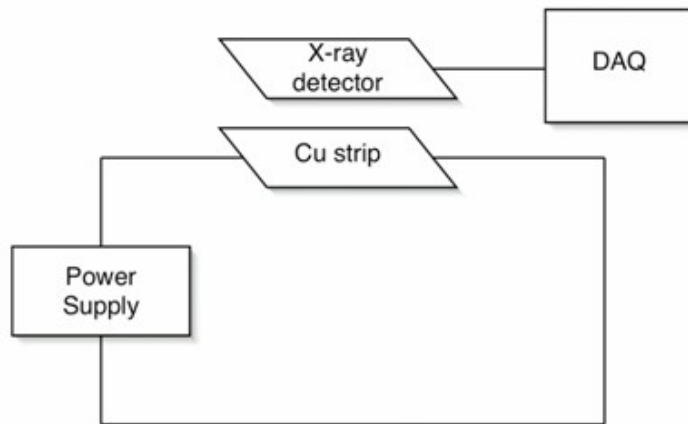 X-ray
detector
DAQ
Cu strip
Power
Supply